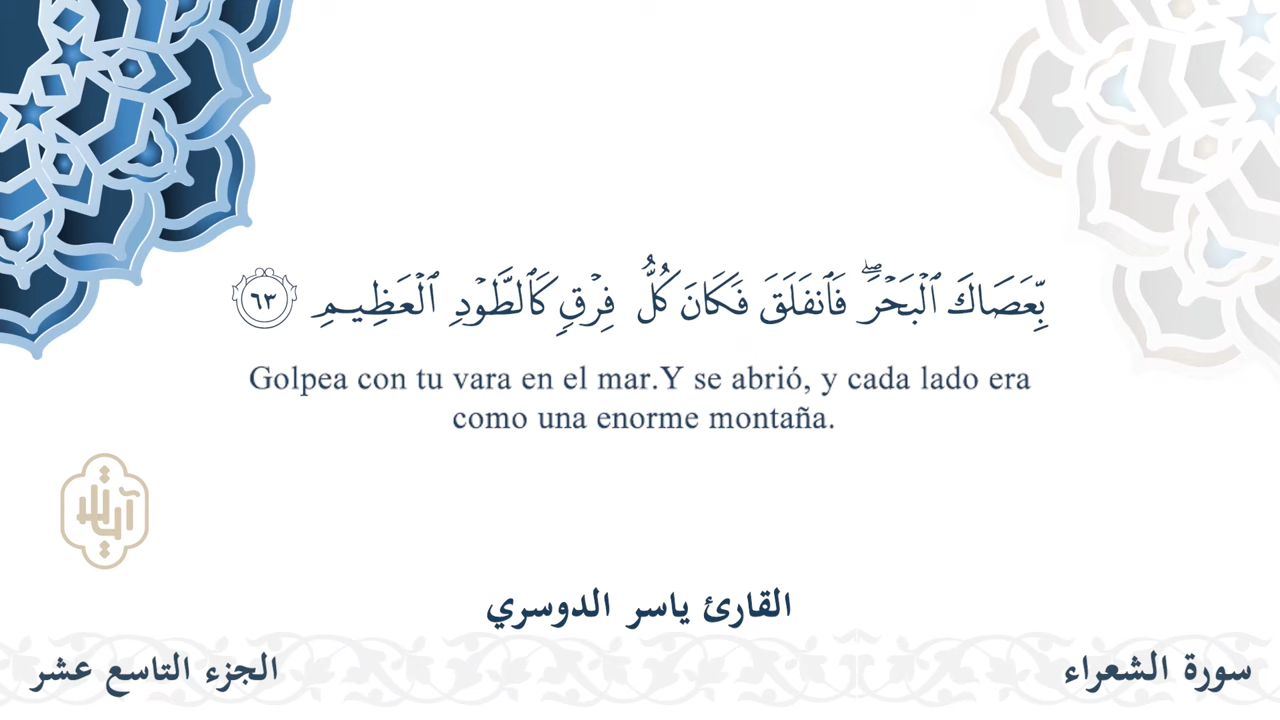 بِّعَصَاكَ ٱلْبَحْرَۖ فَٱنفَلَقَ فَكَانَ كُلُّ فِرْقٍۢ كَٱلطَّوْدِ ٱلْعَظِيمِ ٦٣
Golpea con tu vara en el mar.Y se abrió, y cada lado era
como una enorme montaña.
القارئ ياسر الدوسري
سورة الشعراء
الجزء التاسع عشر